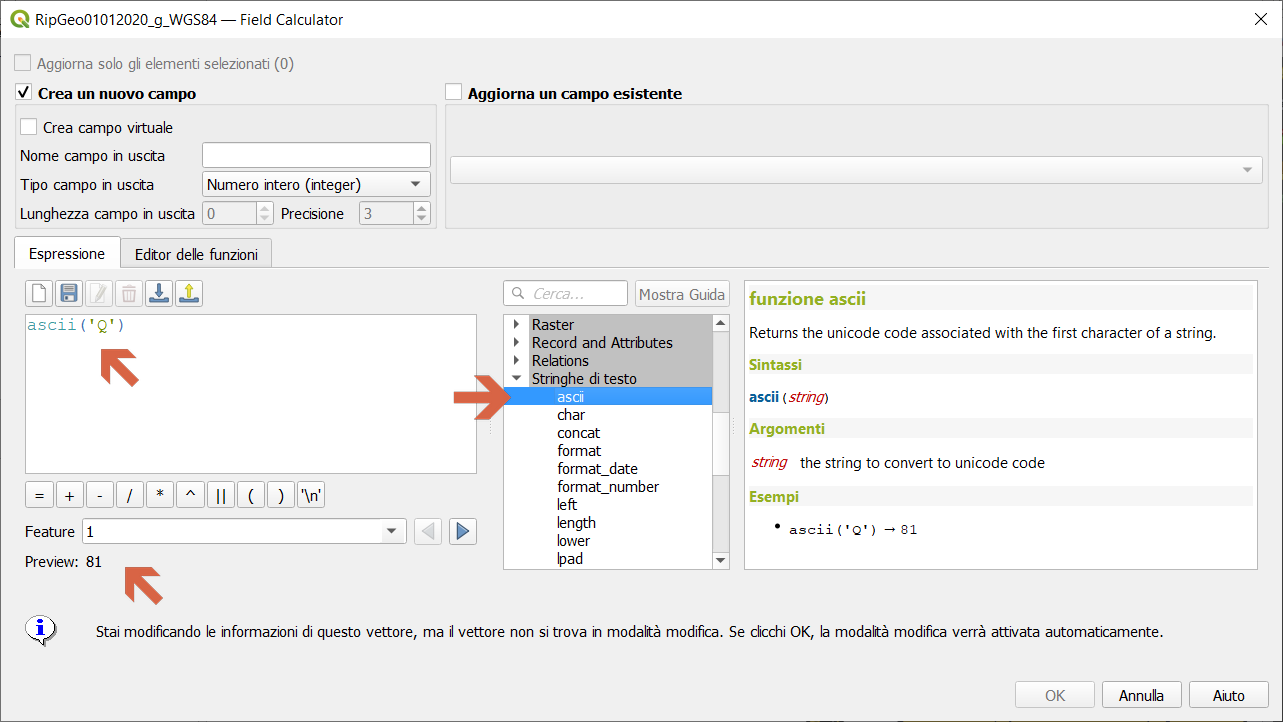 RipGeo01012020_g_WGS84 — Field Calculator
Aggiorna solo gli elementi selezionati (0)
Crea un nuovo campo
Crea campo virtuale
Nome campo in uscita
Tipo campo in uscita Numero intero (integer)
Lunghezza campo in uscita 0 Precisione 3
Aggiorna un campo esistente
Espressione Editor delle funzioni
ascii('Q')
= + - / * ^ || ( ) '\n'
Feature 1
Preview: 81
Cerca... Mostra Guida
Raster
Record and Attributes
Relations
Stringhe di testo
ascii
char
concat
format
format_date
format_number
left
length
lower
lpad
funzione ascii
Returns the unicode code associated with the first character of a string.
Sintassi
ascii(string)
Argomenti
string the string to convert to unicode code
Esempi
• ascii('Q') → 81
Stai modificando le informazioni di questo vettore, ma il vettore non si trova in modalità modifica. Se clicchi OK, la modalità modifica verrà attivata automaticamente.
OK Annulla Aiuto